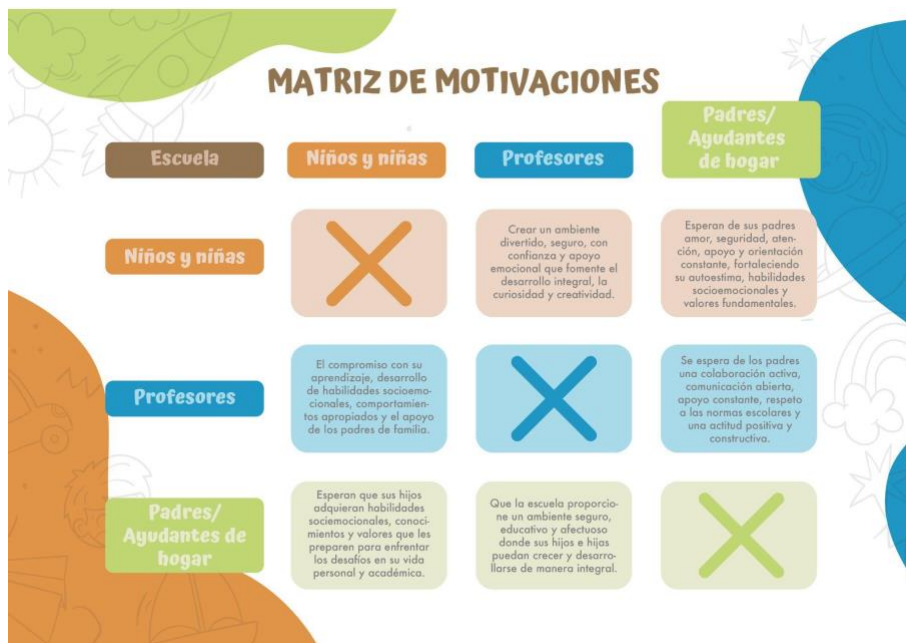 MATRIZ DE MOTIVACIONES
Escuela
Niños y niñas
Profesores
Padres/
Ayudantes
de hogar
Niños y niñas
Crear un ambiente
divertido, seguro, con
confianza y apoyo
emocional que fomente el
desarrollo integral, la
curiosidad y creatividad.
Esperan de sus padres
amor, seguridad, aten-
ción, apoyo y orientación
constante, fortaleciendo
su autoestima, habilidades
socioemocionales y
valores fundamentales.
Profesores
El compromiso con su
aprendizaje, desarrollo
de habilidades socioemo-
cionales, comportamien-
tos apropiados y el apoyo
de los padres de familia.
Se espera de los padres
una colaboración activa,
comunicación abierta,
apoyo constante, respeto
a las normas escolares y
una actitud positiva y
constructiva.
Padres/
Ayudantes de
hogar
Esperan que sus hijos
adquieran habilidades
sociemocionales, conoci-
mientos y valores que les
preparen para enfrentar
los desafíos en su vida
personal y académica.
Que la escuela proporcio-
ne un ambiente seguro,
educativo y afectuoso
donde sus hijos e hijas
puedan crecer y desarro-
llarse de manera integral.